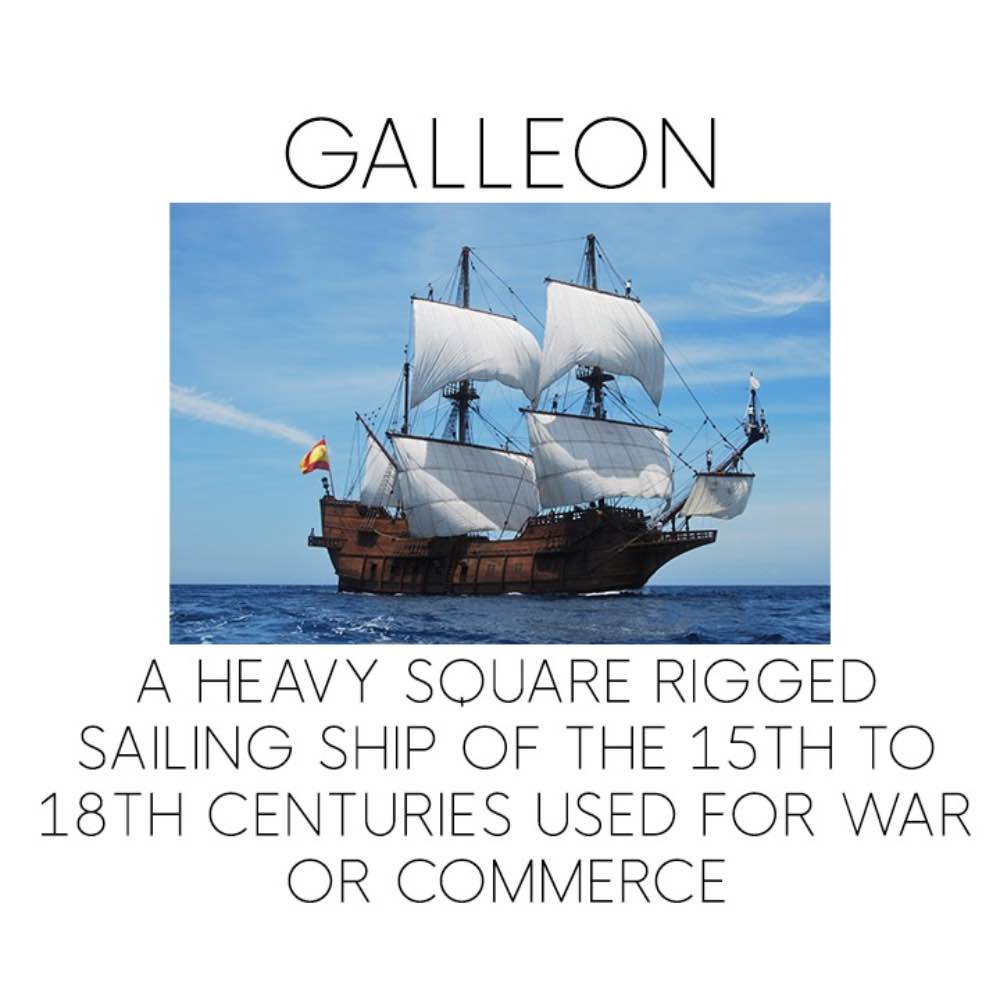 GALLEON
A HEAVY SQUARE RIGGED
SAILING SHIP OF THE 15TH TO
18TH CENTURIES USED FOR WAR
OR COMMERCE